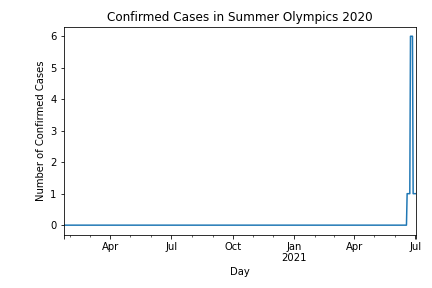 Confirmed Cases in Summer Olympics 2020
Number of Confirmed Cases
6
5
4
3
2
1
0
Apr Jul Oct Jan Apr Jul
2021
Day